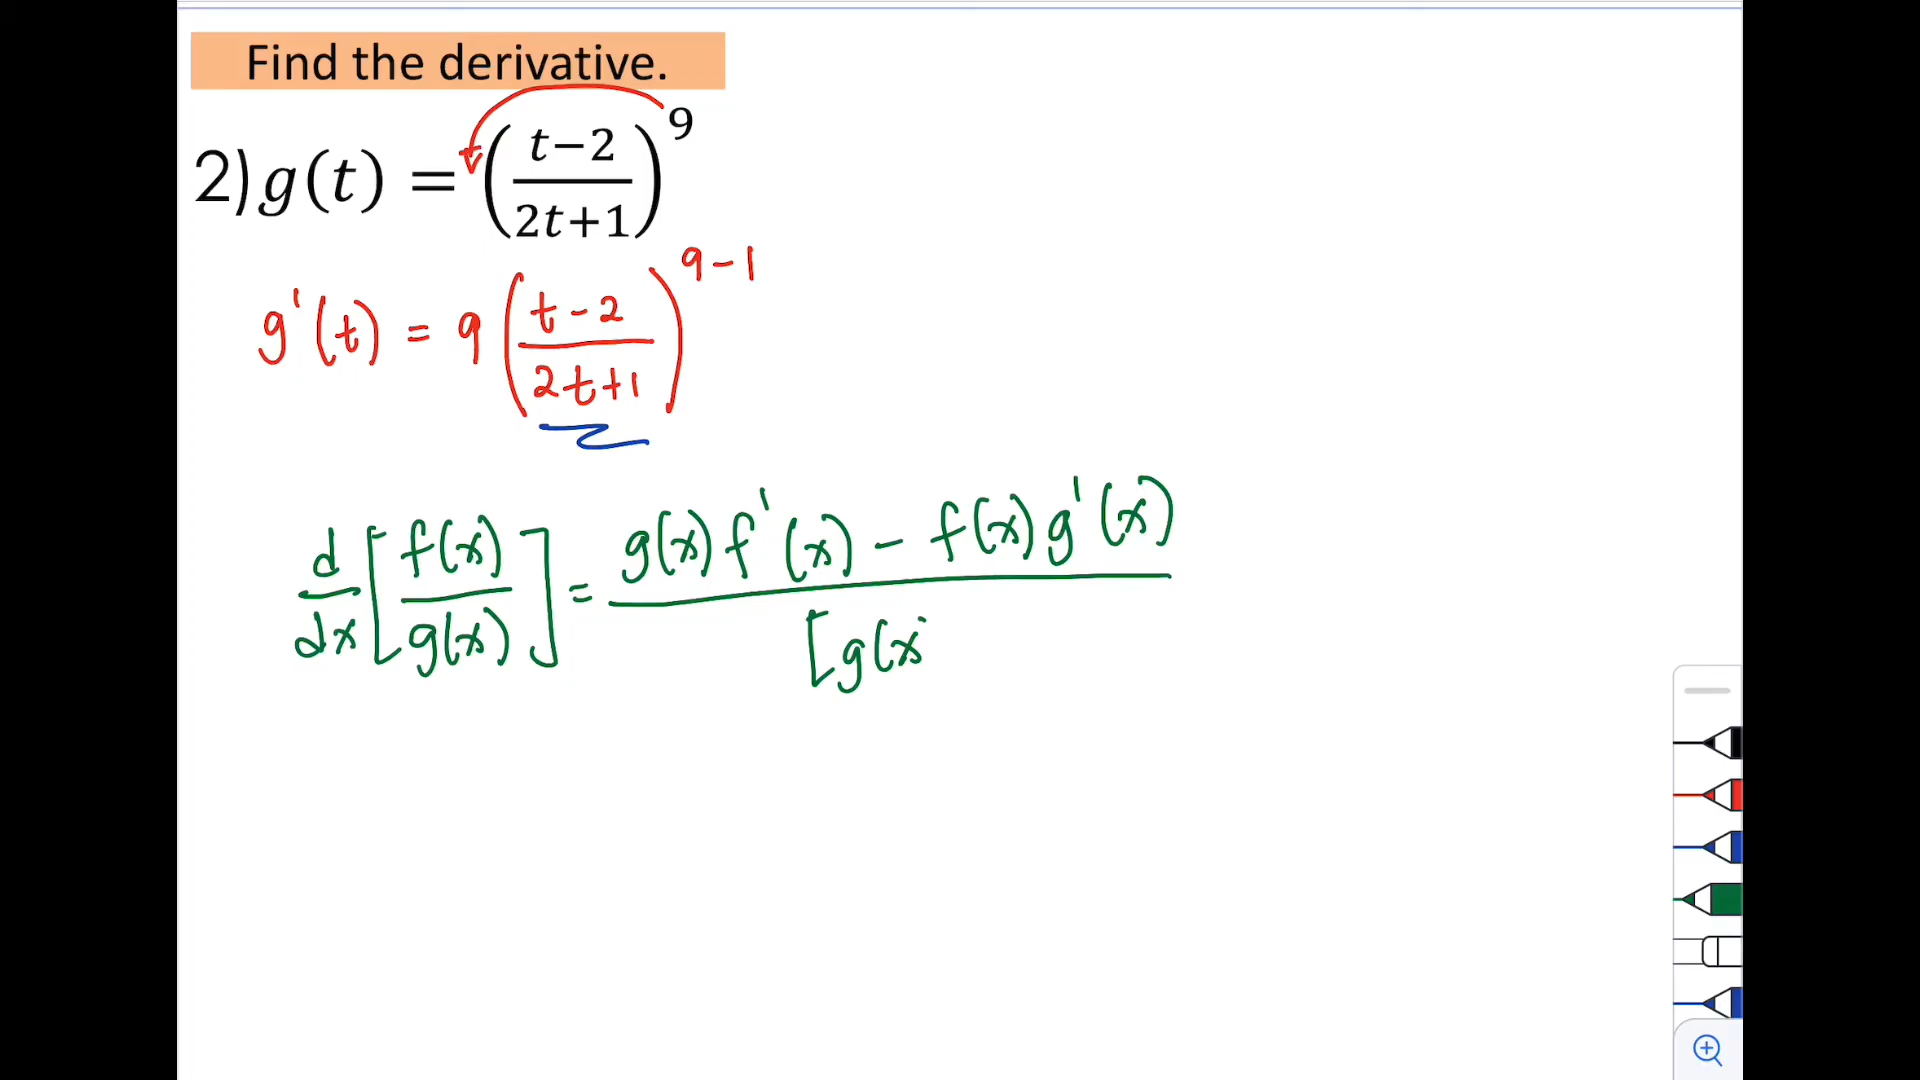 Find the derivative.
2) g(t) = ((t−2)/(2t+1))^9
g'(t) = 9 ((t-2)/(2t+1))^(9-1)
d/dx [f(x)/g(x)] = (g(x) f'(x) - f(x) g'(x))/[g(x)